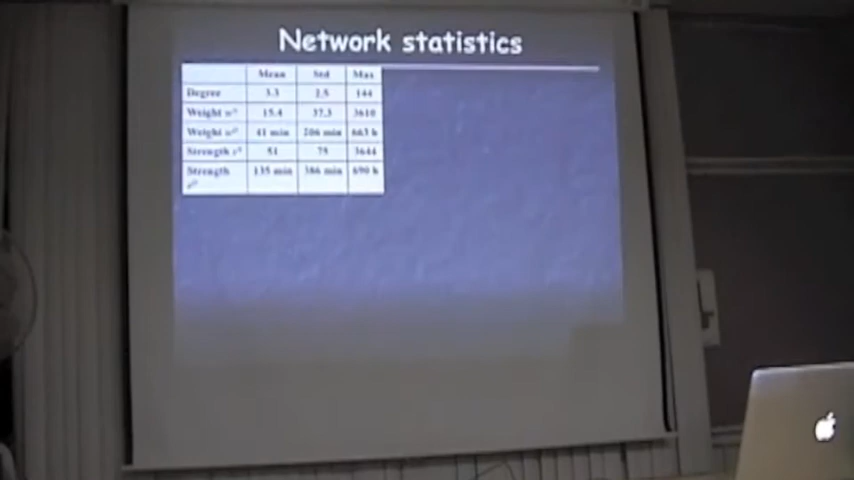 Network statistics
Mean Std Max
Degree 3.3 2.5 144
Weight 15.4 37.3 3610
Weight 41 min 206 min 663 h
Strength 51 75 3644
Strength 135 min 386 min 690 h